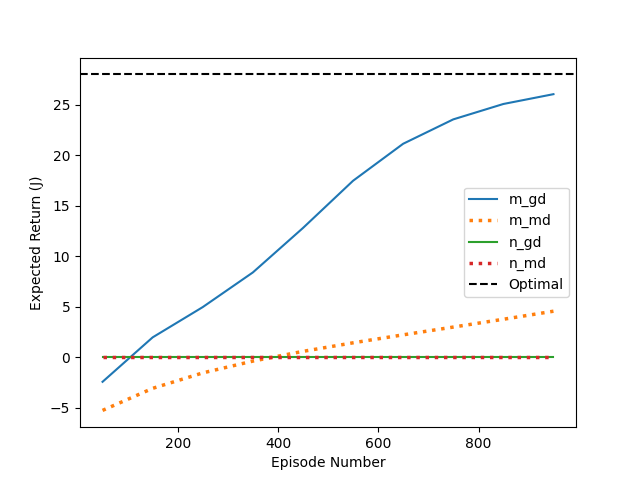 25
20
15
10
5
0
−5
Expected Return (J)
m_gd
m_md
n_gd
n_md
Optimal
200
400
600
800
Episode Number